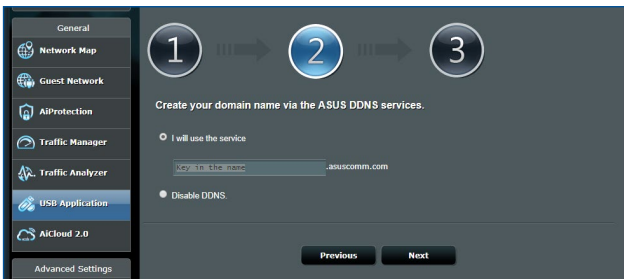 General
Network Map
Guest Network
AiProtection
Traffic Manager
Traffic Analyzer
USB Application
AiCloud 2.0
Advanced Settings
1
2
3
Create your domain name via the ASUS DDNS services.
I will use the service
Key in the name .asuscomm.com
Disable DDNS.
Previous Next